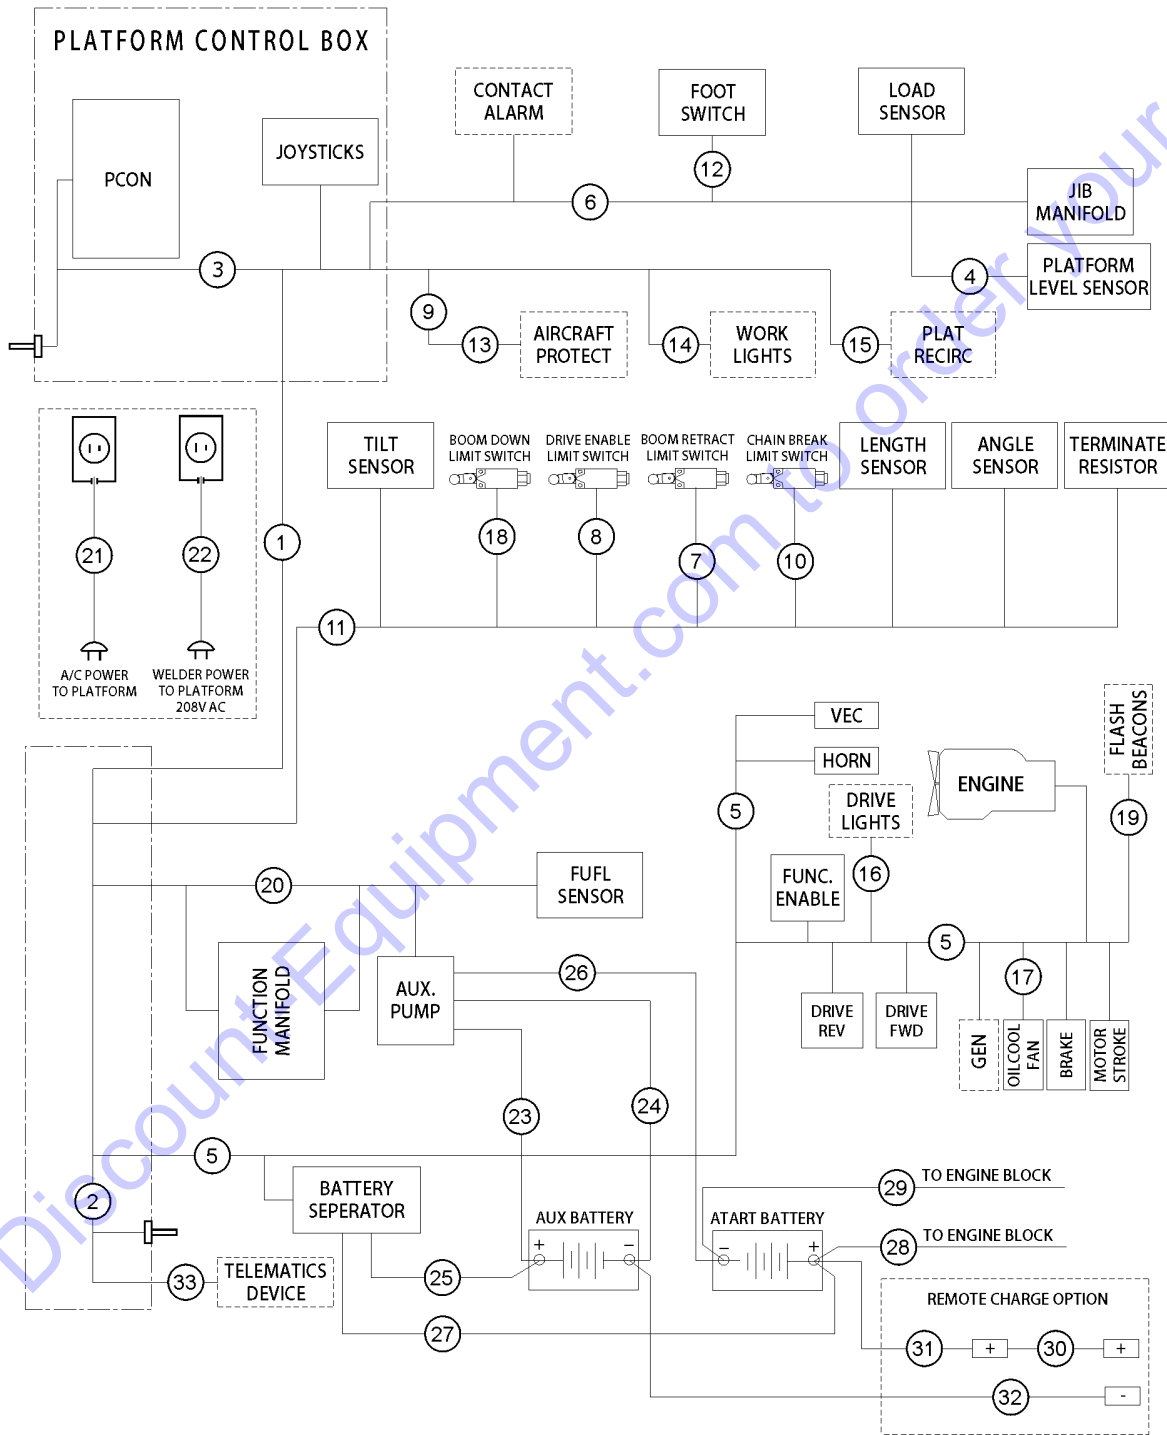 PLATFORM CONTROL BOX
PCON
JOYSTICKS
CONTACT
ALARM
FOOT
SWITCH
LOAD
SENSOR
12
6
JIB
MANIFOLD
3
4
PLATFORM
LEVEL SENSOR
9
13
AIRCRAFT
PROTECT
14
WORK
LIGHTS
15
PLAT
RECIRC
TILT
SENSOR
BOOM DOWN
LIMIT SWITCH
DRIVE ENABLE
LIMIT SWITCH
BOOM RETRACT
LIMIT SWITCH
CHAIN BREAK
LIMIT SWITCH
LENGTH
SENSOR
ANGLE
SENSOR
TERMINATE
RESISTOR
21
22
1
18
8
7
10
11
A/C POWER
TO PLATFORM
WELDER POWER
TO PLATFORM
208V AC
VEC
HORN
5
DRIVE
LIGHTS
ENGINE
FLASH
BEACONS
19
20
FUFL
SENSOR
FUNC.
ENABLE
16
5
FUNCTION
MANIFOLD
AUX.
PUMP
26
17
DRIVE
REV
DRIVE
FWD
GEN
OILCOOL
FAN
BRAKE
MOTOR
STROKE
23
24
5
2
BATTERY
SEPERATOR
29
TO ENGINE BLOCK
AUX BATTERY
ATART BATTERY
28
TO ENGINE BLOCK
+
−
−
+
33
TELEMATICS
DEVICE
25
27
REMOTE CHARGE OPTION
31
+
30
+
32
-
Discount-Equipment.com to order your